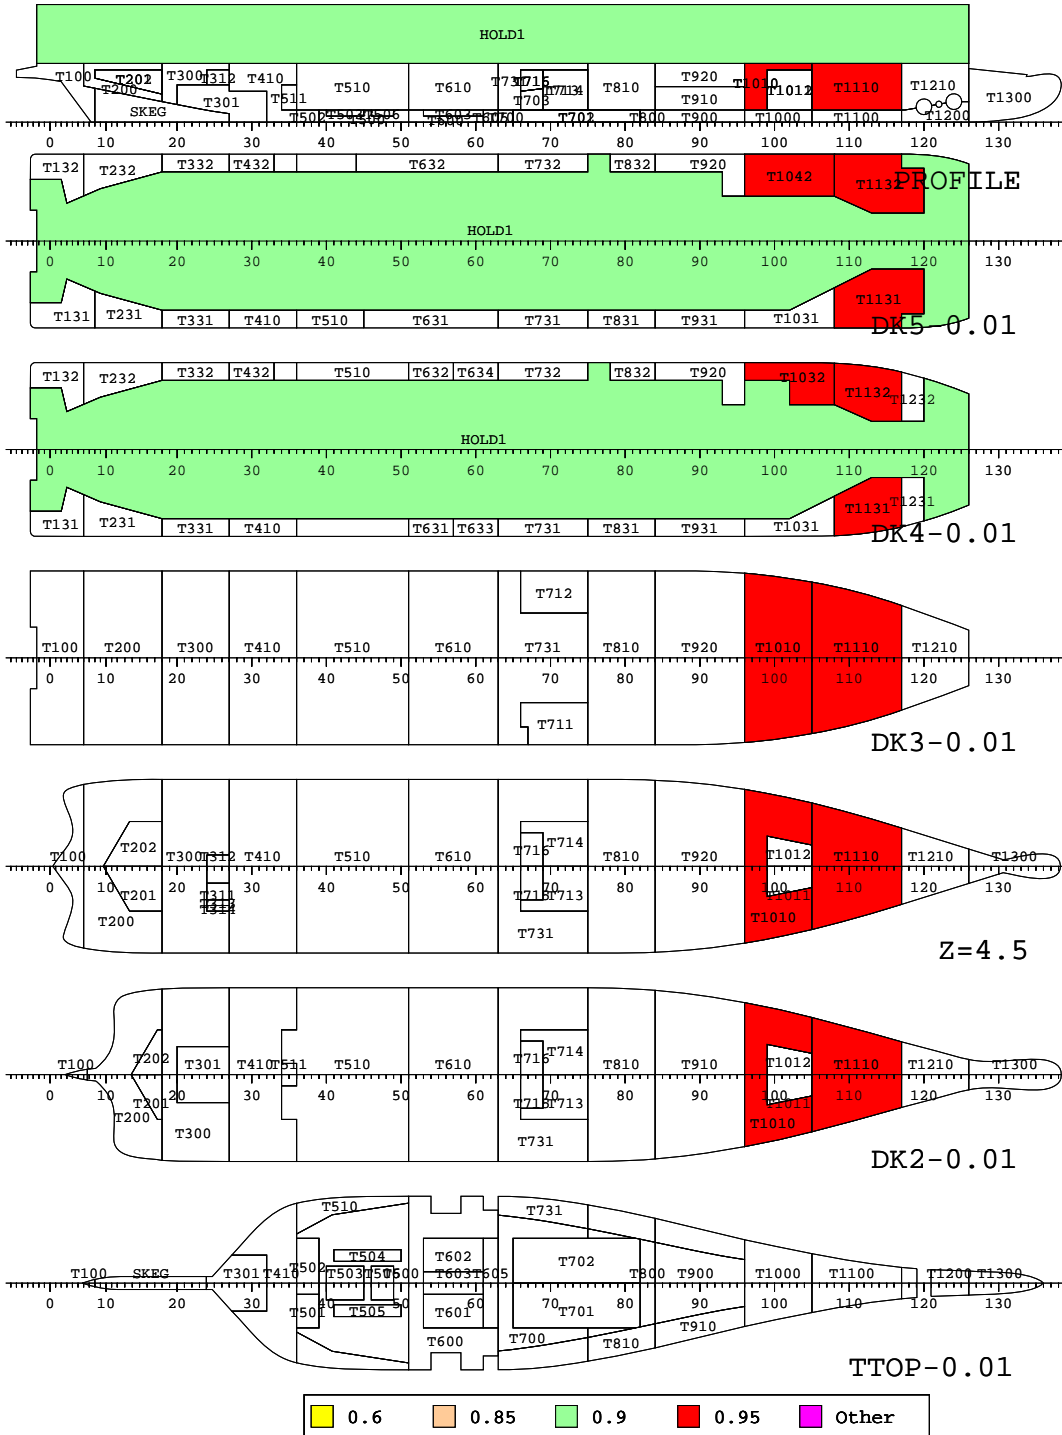 HOLD1
T100 T202 T300 T312 T410 T510 T610 T810 T920 T1010 T1012 T1110 T1210
T200 T301 T511 T703 T714 T910 T1300
SKEG T502 T702 T800 T900 T1000 T1100 T1200
0 10 20 30 40 50 60 70 80 90 100 110 120 130
PROFILE
T132 T232 T332 T432 T632 T732 T832 T920 T1042 T1132
HOLD1
0 10 20 30 40 50 60 70 80 90 100 110 120 130
T131 T231 T331 T410 T510 T631 T731 T831 T931 T1031 T1131
DK5-0.01
T132 T232 T332 T432 T510 T632 T634 T732 T832 T920 T1032 T1132 T1232
HOLD1
0 10 20 30 40 50 60 70 80 90 100 110 120 130
T131 T231 T331 T410 T631 T633 T731 T831 T931 T1031 T1131 T1231
DK4-0.01
T712
T100 T200 T300 T410 T510 T610 T731 T810 T920 T1010 T1110 T1210
0 10 20 30 40 50 60 70 80 90 100 110 120 130
T711
DK3-0.01
T202 T716 T714
T100 T300 T312 T410 T510 T610 T810 T920 T1012 T1110 T1210 T1300
0 10 20 30 40 50 60 70 80 90 100 110 120 130
T201 T311 T713 T1011
T200 T314 T731 T1010
Z=4.5
T202 T716 T714
T100 T301 T410 T511 T510 T610 T810 T910 T1012 T1110 T1210 T1300
0 10 20 30 40 50 60 70 80 90 100 110 120 130
T201 T713 T1011
T200 T300 T731 T1010
DK2-0.01
T510 T731
T502 T504 T602 T702
T100 SKEG T301 T410 T503 T600 T603 T605 T800 T900 T1000 T1100 T1200 T1300
0 10 20 30 40 50 60 70 80 90 100 110 120 130
T501 T505 T601 T701
T600 T700 T810 T910
TTOP-0.01
0.6 0.85 0.9 0.95 Other